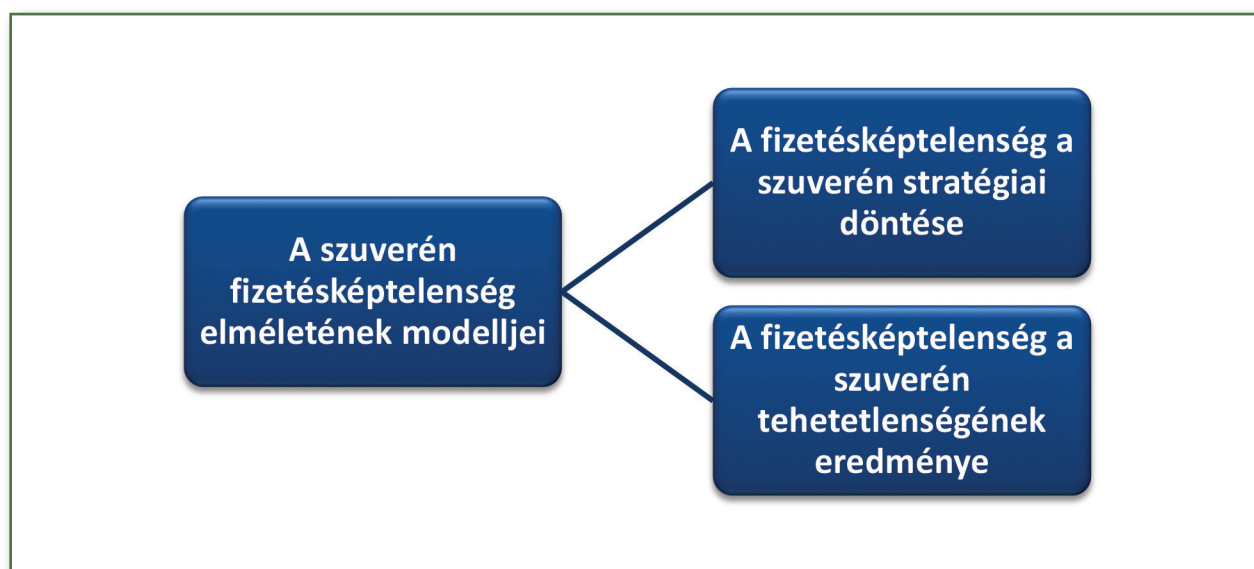 A szuverén
fizetésképtelenség
elméletének modelljei
A fizetésképtelenség a
szuverén stratégiai
döntése
A fizetésképtelenség a
szuverén
tehetetlenségének
eredménye